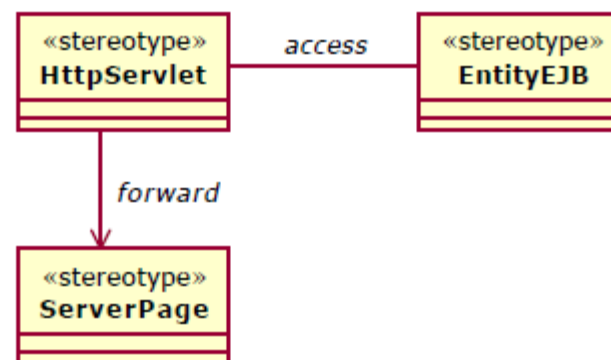 «stereotype»
HttpServlet
access
«stereotype»
EntityEJB
forward
«stereotype»
ServerPage